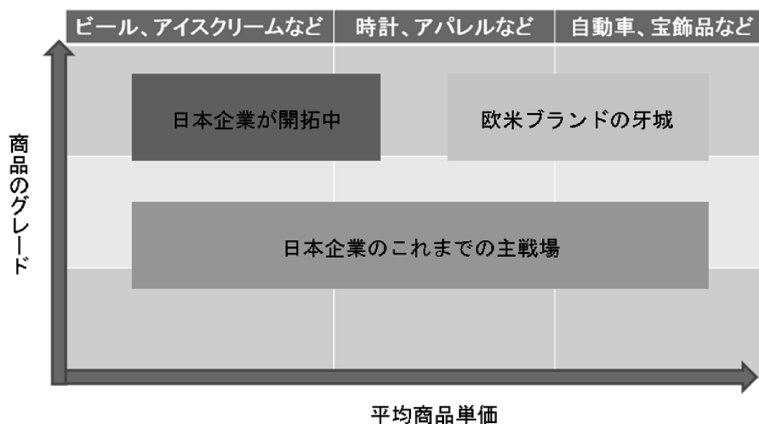 ビール、アイスクリームなど
時計、アパレルなど
自動車、宝飾品など
商品のグレード
日本企業が開拓中
欧米ブランドの牙城
日本企業のこれまでの主戦場
平均商品単価